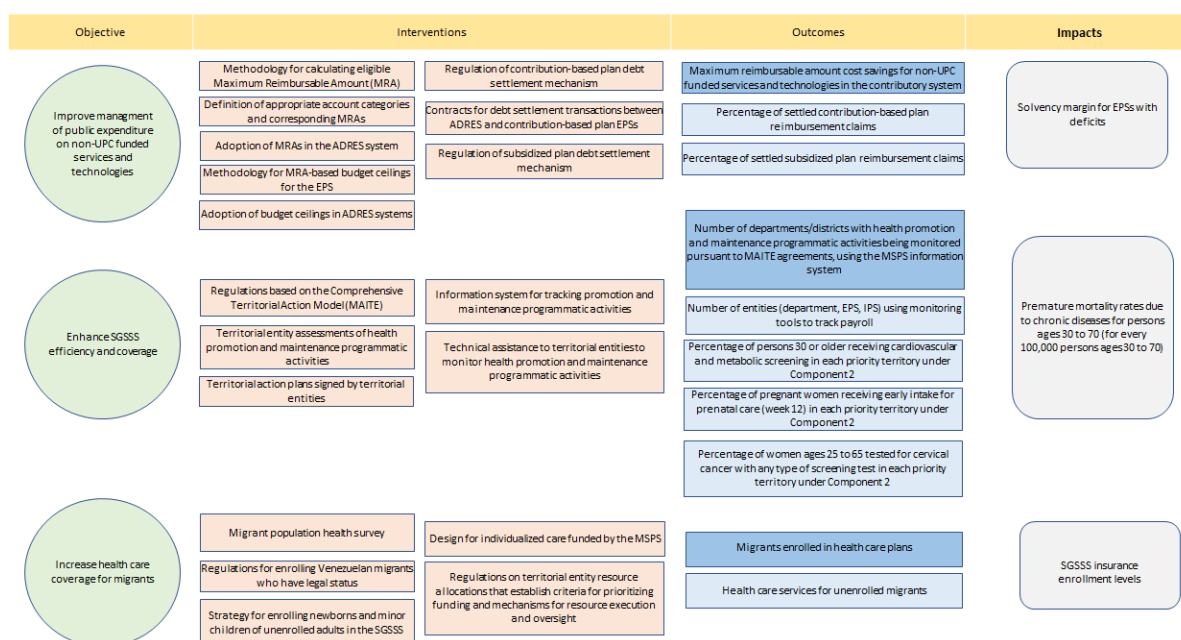 Objective
Interventions
Outcomes
Impacts
Improve managment
of public expenditure
on non-UPC funded
services and
technologies
Methodology for calculating eligible
Maximum Reimbursable Amount (MRA)
Definition of appropriate account categories
and corresponding MRAs
Adoption of MRAs in the ADRES system
Methodology for MRA-based budget ceilings
for the EPS
Adoption of budget ceilings in ADRES systems
Regulation of contribution-based plan debt
settlement mechanism
Contracts for debt settlement transactions between
ADRES and contribution-based plan EPSs
Regulation of subsidized plan debt settlement
mechanism
Maximum reimbursable amount cost savings for non-UPC
funded services and technologies in the contributory system
Percentage of settled contribution-based plan
reimbursement claims
Percentage of settled subsidized plan reimbursement claims
Solvency margin for EPSs with
deficits
Enhance SGSSS
efficiency and coverage
Regulations based on the Comprehensive
Territorial Action Model (MAITE)
Territorial entity assessments of health
promotion and maintenance programmatic
activities
Territorial action plans signed by territorial
entities
Information system for tracking promotion and
maintenance programmatic activities
Technical assistance to territorial entities to
monitor health promotion and maintenance
programmatic activities
Number of departments/districts with health promotion
and maintenance programmatic activities being monitored
pursuant to MAITE agreements, using the MSPS information
system
Number of entities (department, EPS, IPS) using monitoring
tools to track payroll
Percentage of persons 30 or older receiving cardiovascular
and metabolic screening in each priority territory under
Component 2
Percentage of pregnant women receiving early intake for
prenatal care (week 12) in each priority territory under
Component 2
Percentage of women ages 25 to 65 tested for cervical
cancer with any type of screening test in each priority
territory under Component 2
Premature mortality rates due
to chronic diseases for persons
ages 30 to 70 (for every
100,000 persons ages 30 to 70)
Increase health care
coverage for migrants
Migrant population health survey
Regulations for enrolling Venezuelan migrants
who have legal status
Strategy for enrolling newborns and minor
children of unenrolled adults in the SGSSS
Design for individualized care funded by the MSPS
Regulations on territorial entity resource
allocations that establish criteria for prioritizing
funding and mechanisms for resource execution
and oversight
Migrants enrolled in health care plans
Health care services for unenrolled migrants
SGSSS insurance
enrollment levels